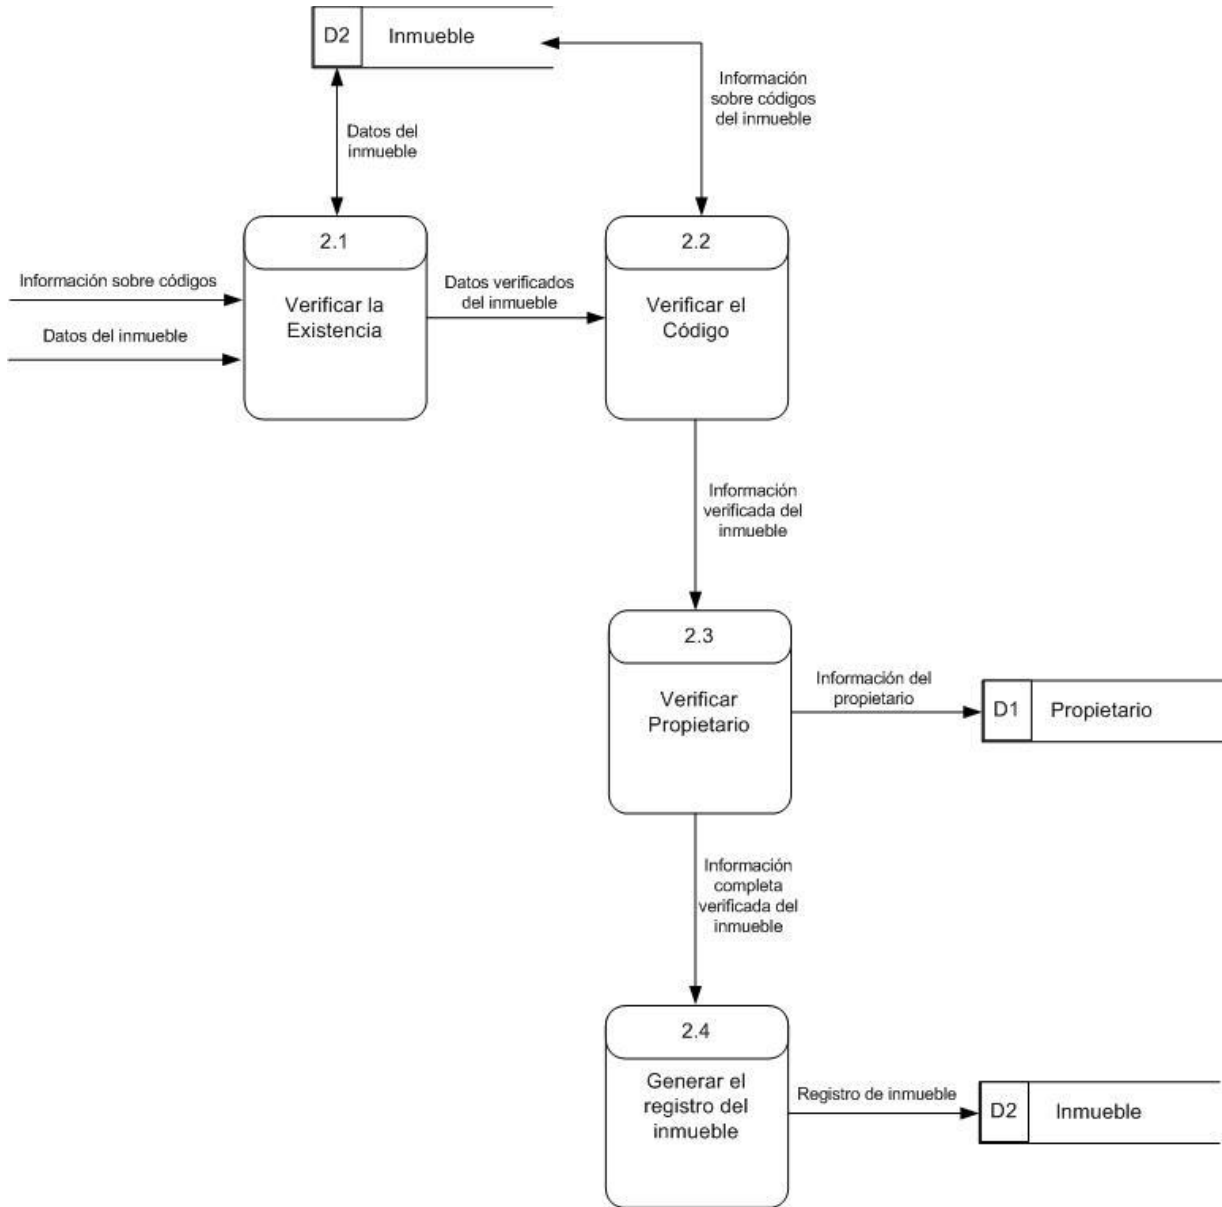 D2
Inmueble
Información
sobre códigos
del inmueble
Datos del
inmueble
2.1
2.2
Información sobre códigos
Datos del inmueble
Verificar la
Existencia
Datos verificados
del inmueble
Verificar el
Código
Información
verificada del
inmueble
2.3
Verificar
Propietario
Información del
propietario
D1
Propietario
Información
completa
verificada del
inmueble
2.4
Generar el
registro del
inmueble
Registro de inmueble
D2
Inmueble